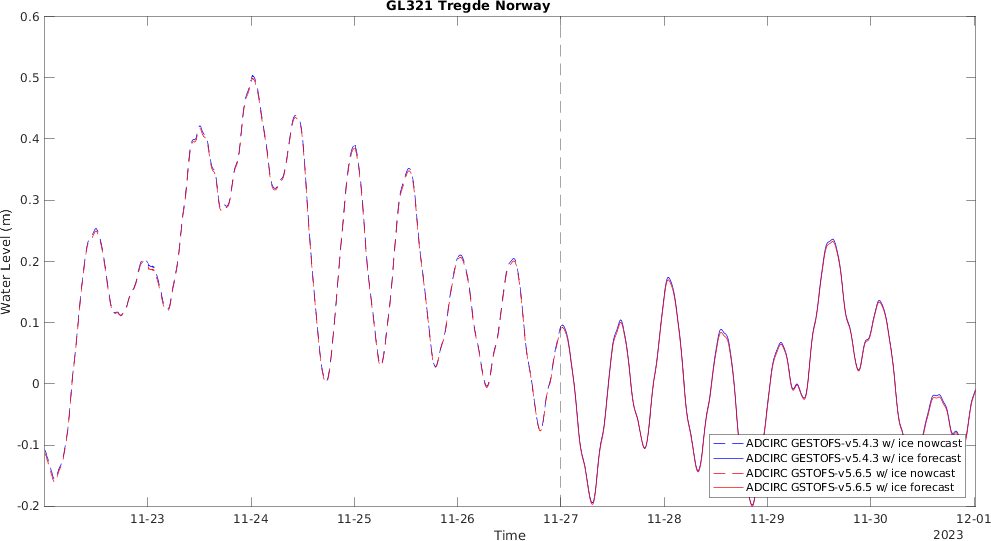 GL321 Tregde Norway
0.6
0.5
0.4
0.3
0.2
0.1
0
-0.1
-0.2
Water Level (m)
ADCIRC GESTOFS-v5.4.3 w/ ice nowcast
ADCIRC GESTOFS-v5.4.3 w/ ice forecast
ADCIRC GSTOFS-v5.6.5 w/ ice nowcast
ADCIRC GSTOFS-v5.6.5 w/ ice forecast
11-23 11-24 11-25 11-26 11-27 11-28 11-29 11-30 12-01
Time
2023